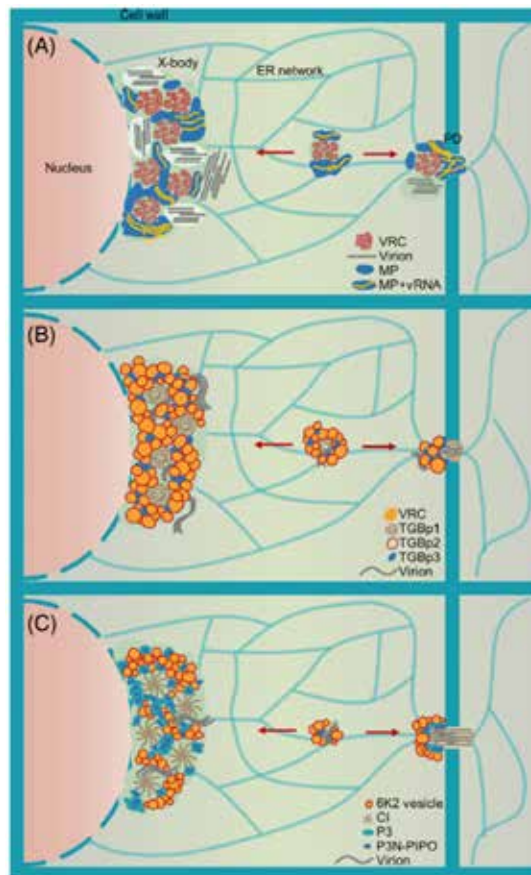 Cell wall
(A)
X-body
ER network
PD
Nucleus
VRC
Virion
MP
MP+vRNA
(B)
VRC
TGBp1
TGBp2
TGBp3
Virion
(C)
6K2 vesicle
CI
P3
P3N-PIPO
Virion